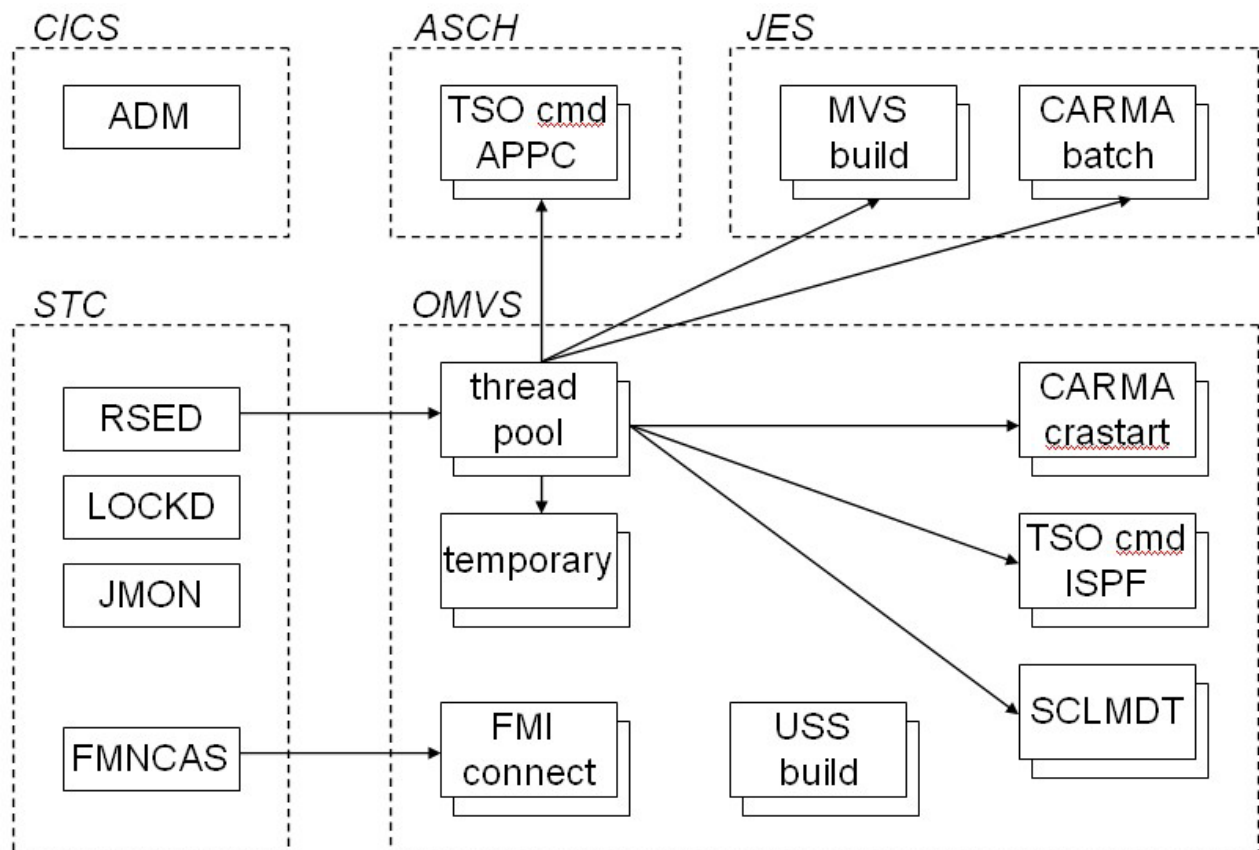 CICS
ASCH
JES
ADM
TSO cmd
APPC
MVS
build
CARMA
batch
STC
OMVS
RSED
LOCKD
JMON
FMNCAS
thread
pool
temporary
FMI
connect
USS
build
CARMA
crastart
TSO cmd
ISPF
SCLMDT